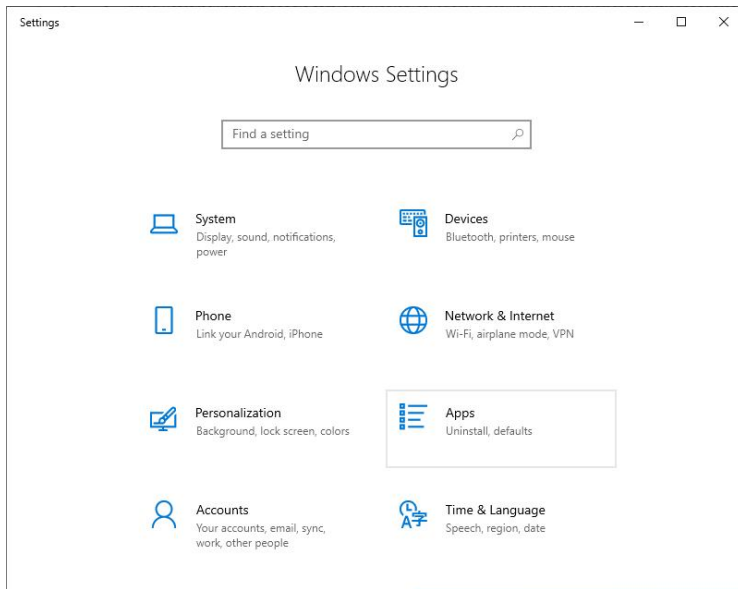 Settings
Windows Settings
Find a setting
System
Display, sound, notifications,
power
Devices
Bluetooth, printers, mouse
Phone
Link your Android, iPhone
Network & Internet
Wi-Fi, airplane mode, VPN
Personalization
Background, lock screen, colors
Apps
Uninstall, defaults
Accounts
Your accounts, email, sync,
work, other people
Time & Language
Speech, region, date